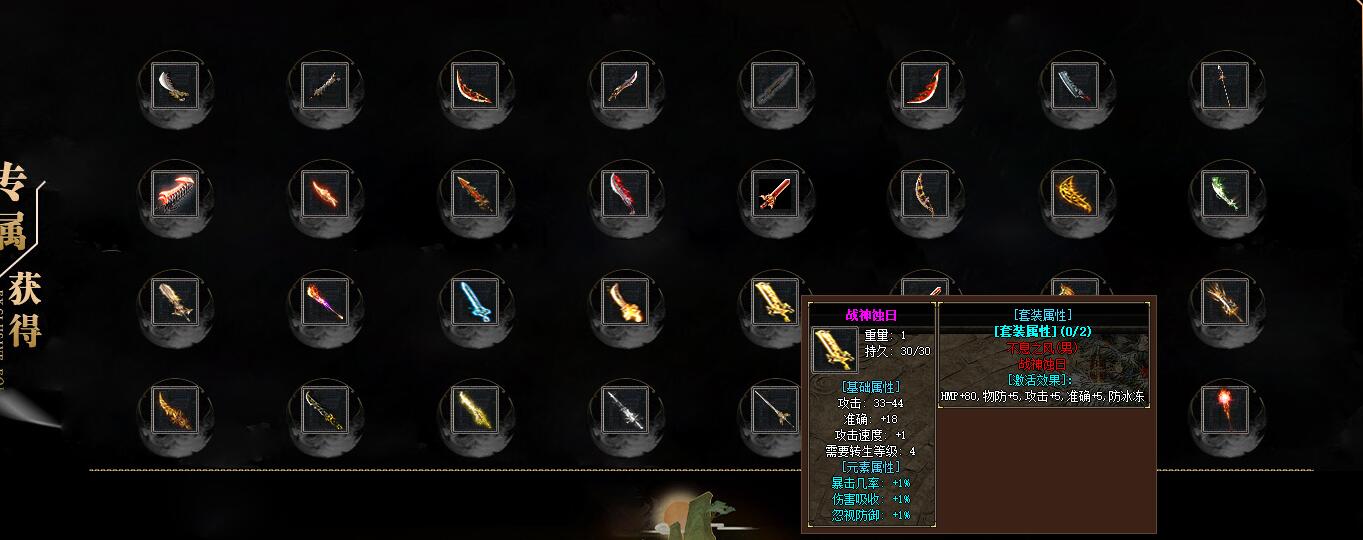 专属
获得
战神蚀日
重量: 1
持久: 30/30
[基础属性]
攻击: 33-44
准确: +18
攻击速度: +1
需要转生等级: 4
[元素属性]
暴击几率: +1%
伤害吸收: +1%
忽视防御: +1%
[套装属性]
[套装属性](0/2)
不息之风(男)
战神蚀日
[激活效果]:
HMP+80,物防+5,攻击+5,准确+5,防冰冻